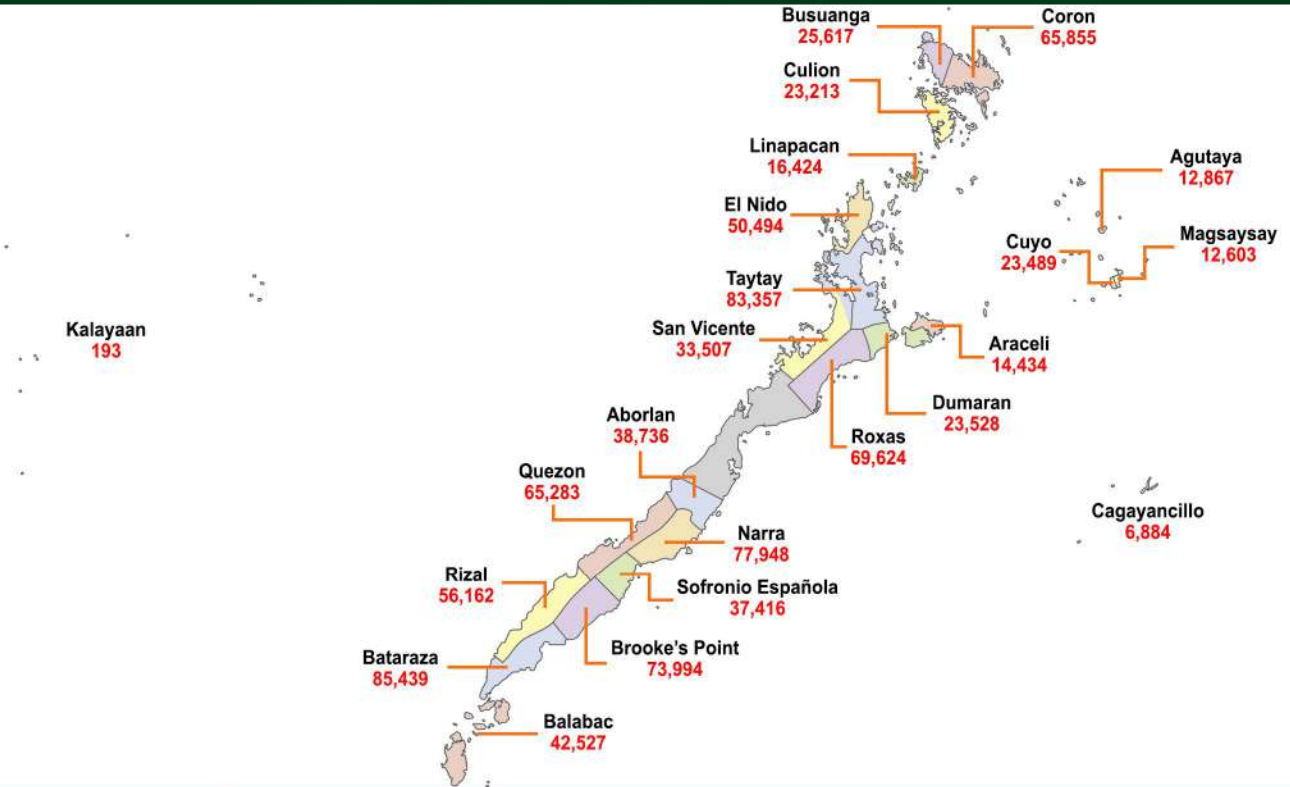 Busuanga
25,617
Coron
65,855
Culion
23,213
Linapacan
16,424
Agutaya
12,867
El Nido
50,494
Cuyo
23,489
Magsaysay
12,603
Taytay
83,357
Kalayaan
193
San Vicente
33,507
Araceli
14,434
Dumaran
23,528
Aborlan
38,736
Roxas
69,624
Quezon
65,283
Cagayancillo
6,884
Narra
77,948
Rizal
56,162
Sofronio Española
37,416
Brooke's Point
73,994
Bataraza
85,439
Balabac
42,527